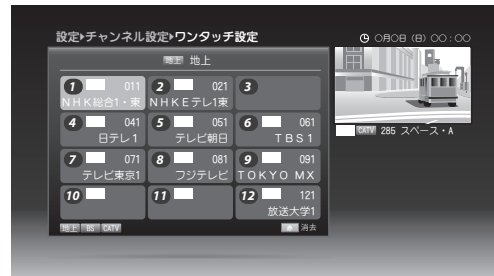 設定▸チャンネル設定▸ワンタッチ設定
○月○日 (日) ○○：○○
地上 地上
1 011
NHK総合1・東
2 021
NHKEテレ1東
3
4 041
日テレ1
5 051
テレビ朝日
6 061
TBS1
CATV 285 スペース・A
7 071
テレビ東京1
8 081
フジテレビ
9 091
TOKYO MX
10
11
12 121
放送大学1
地上 BS CATV
消去